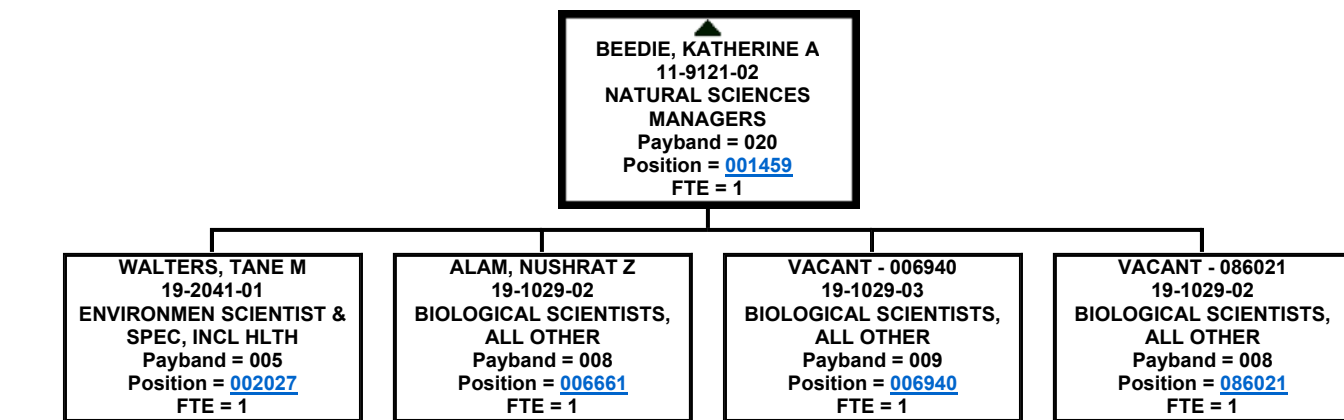 BEEDIE, KATHERINE A
11-9121-02
NATURAL SCIENCES
MANAGERS
Payband = 020
Position = 001459
FTE = 1
WALTERS, TANE M
19-2041-01
ENVIRONMEN SCIENTIST &
SPEC, INCL HLTH
Payband = 005
Position = 002027
FTE = 1
ALAM, NUSHRAT Z
19-1029-02
BIOLOGICAL SCIENTISTS,
ALL OTHER
Payband = 008
Position = 006661
FTE = 1
VACANT - 006940
19-1029-03
BIOLOGICAL SCIENTISTS,
ALL OTHER
Payband = 009
Position = 006940
FTE = 1
VACANT - 086021
19-1029-02
BIOLOGICAL SCIENTISTS,
ALL OTHER
Payband = 008
Position = 086021
FTE = 1